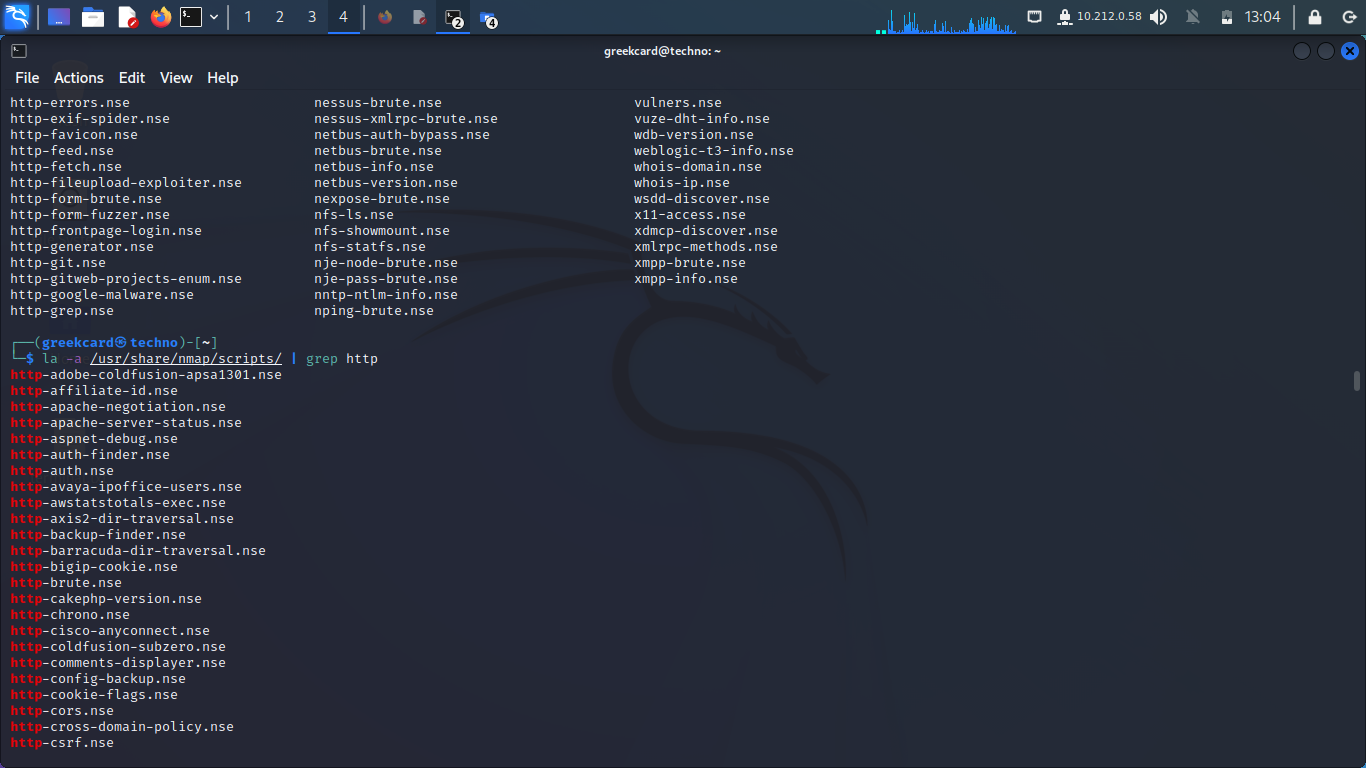 1 2 3 4 2 4 10.212.0.58 13:04
greekcard@techno: ~
File Actions Edit View Help
http-errors.nse nessus-brute.nse vulners.nse
http-exif-spider.nse nessus-xmlrpc-brute.nse vuze-dht-info.nse
http-favicon.nse netbus-auth-bypass.nse wdb-version.nse
http-feed.nse netbus-brute.nse weblogic-t3-info.nse
http-fetch.nse netbus-info.nse whois-domain.nse
http-fileupload-exploiter.nse netbus-version.nse whois-ip.nse
http-form-brute.nse nexpose-brute.nse wsdd-discover.nse
http-form-fuzzer.nse nfs-ls.nse x11-access.nse
http-frontpage-login.nse nfs-showmount.nse xdmcp-discover.nse
http-generator.nse nfs-statfs.nse xmlrpc-methods.nse
http-git.nse nje-node-brute.nse xmpp-brute.nse
http-gitweb-projects-enum.nse nje-pass-brute.nse xmpp-info.nse
http-google-malware.nse nntp-ntlm-info.nse
http-grep.nse nping-brute.nse
┌──(greekcard㉿techno)-[~]
└─$ la -a /usr/share/nmap/scripts/ | grep http
http-adobe-coldfusion-apsa1301.nse
http-affiliate-id.nse
http-apache-negotiation.nse
http-apache-server-status.nse
http-aspnet-debug.nse
http-auth-finder.nse
http-auth.nse
http-avaya-ipoffice-users.nse
http-awstatstotals-exec.nse
http-axis2-dir-traversal.nse
http-backup-finder.nse
http-barracuda-dir-traversal.nse
http-bigip-cookie.nse
http-brute.nse
http-cakephp-version.nse
http-chrono.nse
http-cisco-anyconnect.nse
http-coldfusion-subzero.nse
http-comments-displayer.nse
http-config-backup.nse
http-cookie-flags.nse
http-cors.nse
http-cross-domain-policy.nse
http-csrf.nse